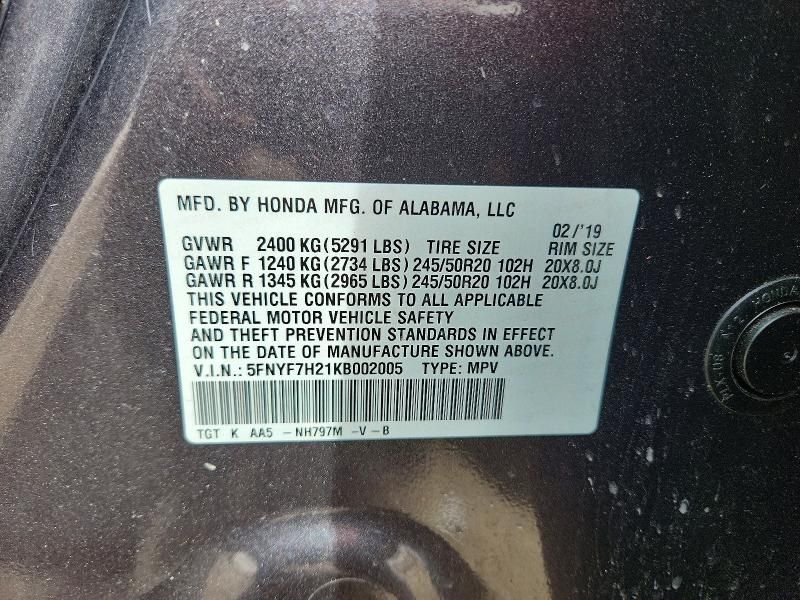 MFD. BY HONDA MFG. OF ALABAMA, LLC
02/'19
GVWR 2400 KG(5291 LBS) TIRE SIZE RIM SIZE
GAWR F 1240 KG(2734 LBS) 245/50R20 102H 20X8.0J
GAWR R 1345 KG(2965 LBS) 245/50R20 102H 20X8.0J
THIS VEHICLE CONFORMS TO ALL APPLICABLE
FEDERAL MOTOR VEHICLE SAFETY
AND THEFT PREVENTION STANDARDS IN EFFECT
ON THE DATE OF MANUFACTURE SHOWN ABOVE.
V.I.N.: 5FNYF7H21KB002005 TYPE: MPV
TGT K AA5 -NH797M -V -B
HONDA